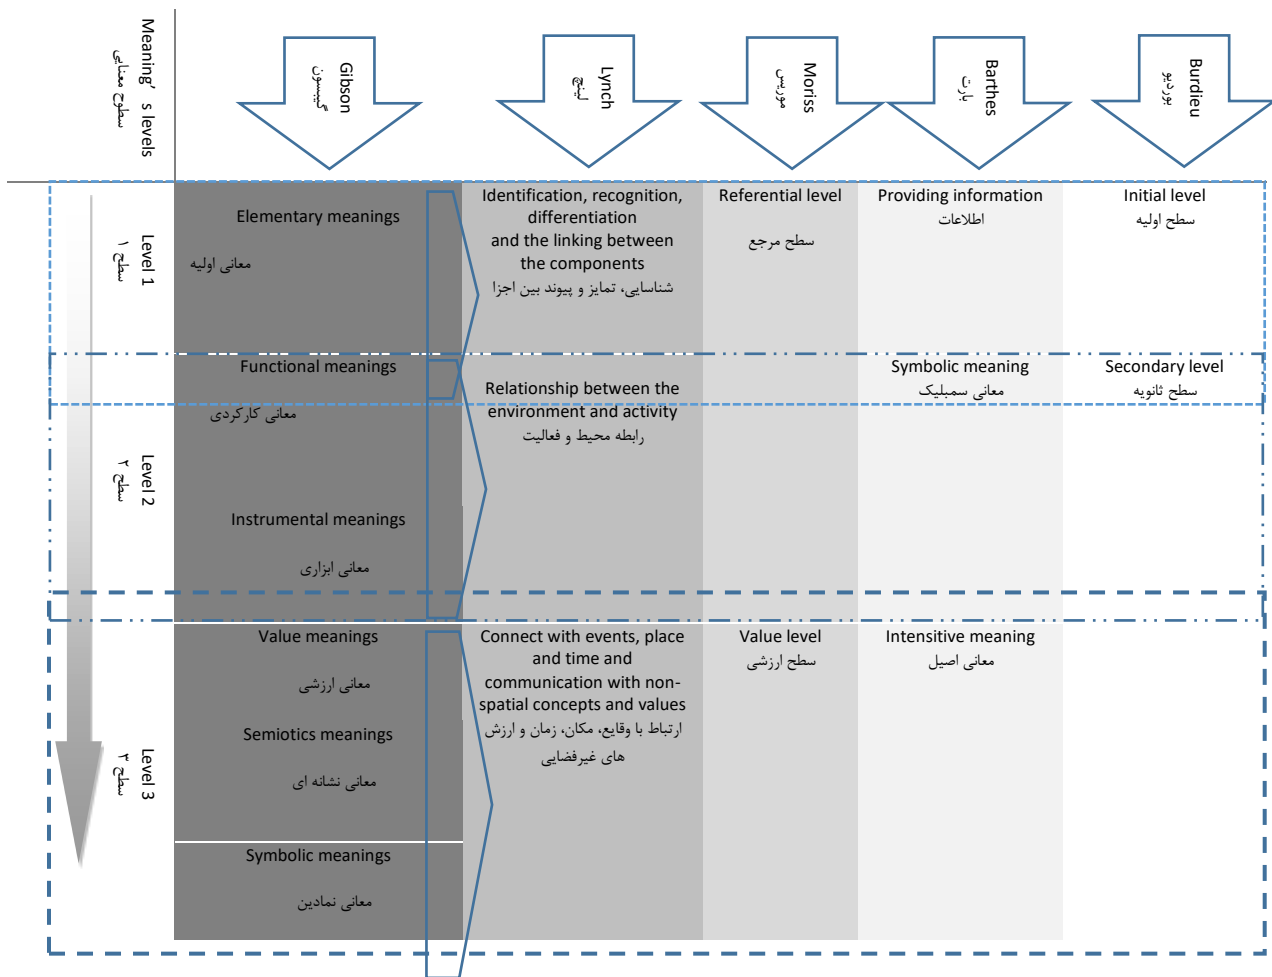 Meaning' s levels
سطوح معنایی
Gibson
گیبسون
Lynch
لینچ
Moriss
موریس
Barthes
بارت
Burdieu
بوردیو
Level 1
سطح ۱
Elementary meanings
معانی اولیه
Identification, recognition,
differentiation
and the linking between
the components
شناسایی، تمایز و پیوند بین اجزا
Referential level
سطح مرجع
Providing information
اطلاعات
Initial level
سطح اولیه
Level 2
سطح ۲
Functional meanings
معانی کارکردی
Instrumental meanings
معانی ابزاری
Relationship between the
environment and activity
رابطه محیط و فعالیت
Symbolic meaning
معانی سمبلیک
Secondary level
سطح ثانویه
Level 3
سطح ۳
Value meanings
معانی ارزشی
Semiotics meanings
معانی نشانه ای
Symbolic meanings
معانی نمادین
Connect with events, place
and time and
communication with non-
spatial concepts and values
ارتباط با وقایع، مکان، زمان و ارزش
های غیرفضایی
Value level
سطح ارزشی
Intensitive meaning
معانی اصیل